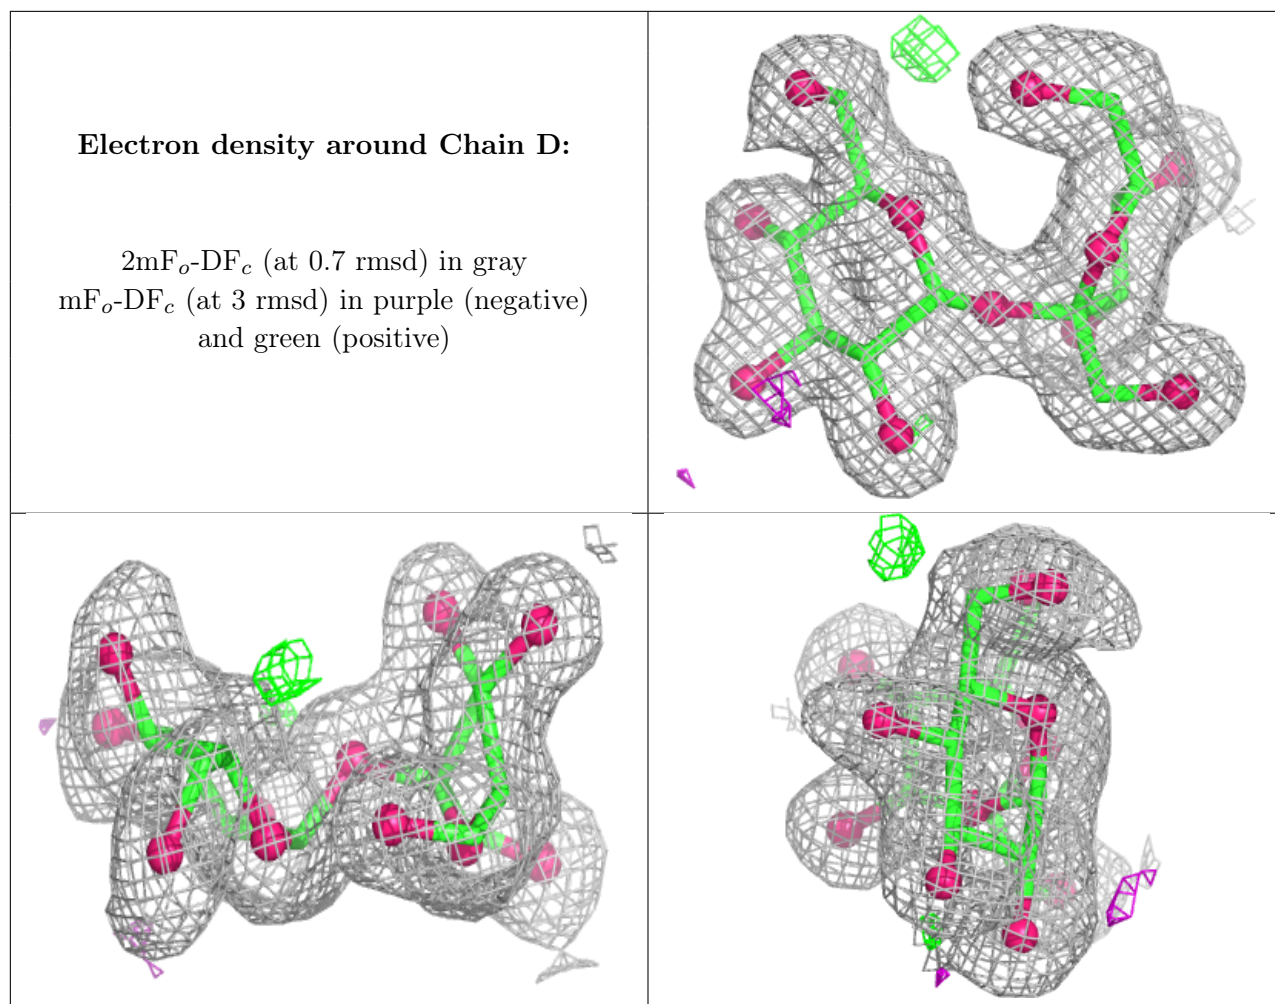 Electron density around Chain D:
2mFₒ-DF𝒸 (at 0.7 rmsd) in gray
mFₒ-DF𝒸 (at 3 rmsd) in purple (negative)
and green (positive)